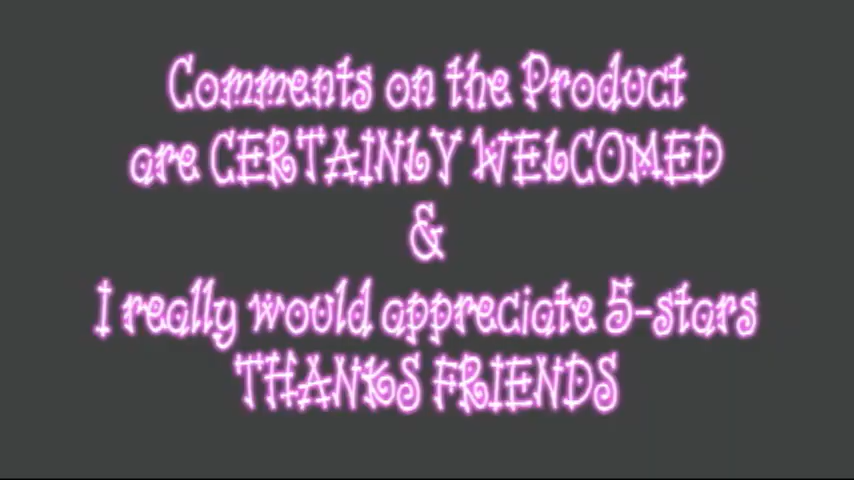 Comments on the Product
are CERTAINLY WELCOMED
&
I really would appreciate 5-stars
THANKS FRIENDS